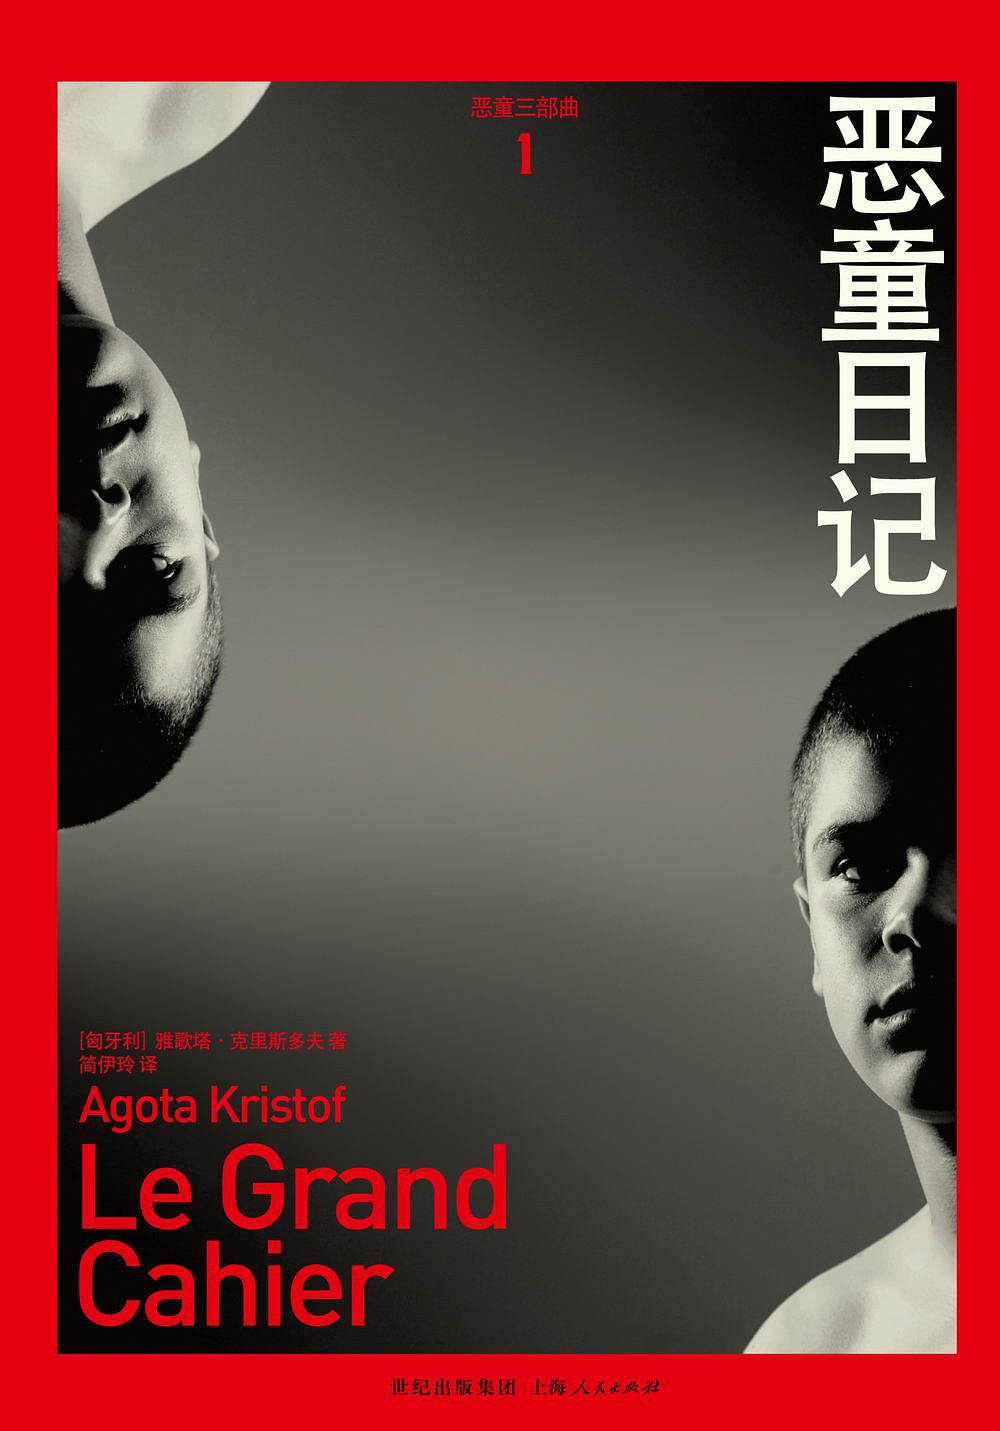 恶童三部曲
1
恶童日记
[匈牙利] 雅歌塔·克里斯多夫 著
简伊玲 译
Agota Kristof
Le Grand
Cahier
世纪出版集团 上海人民出版社